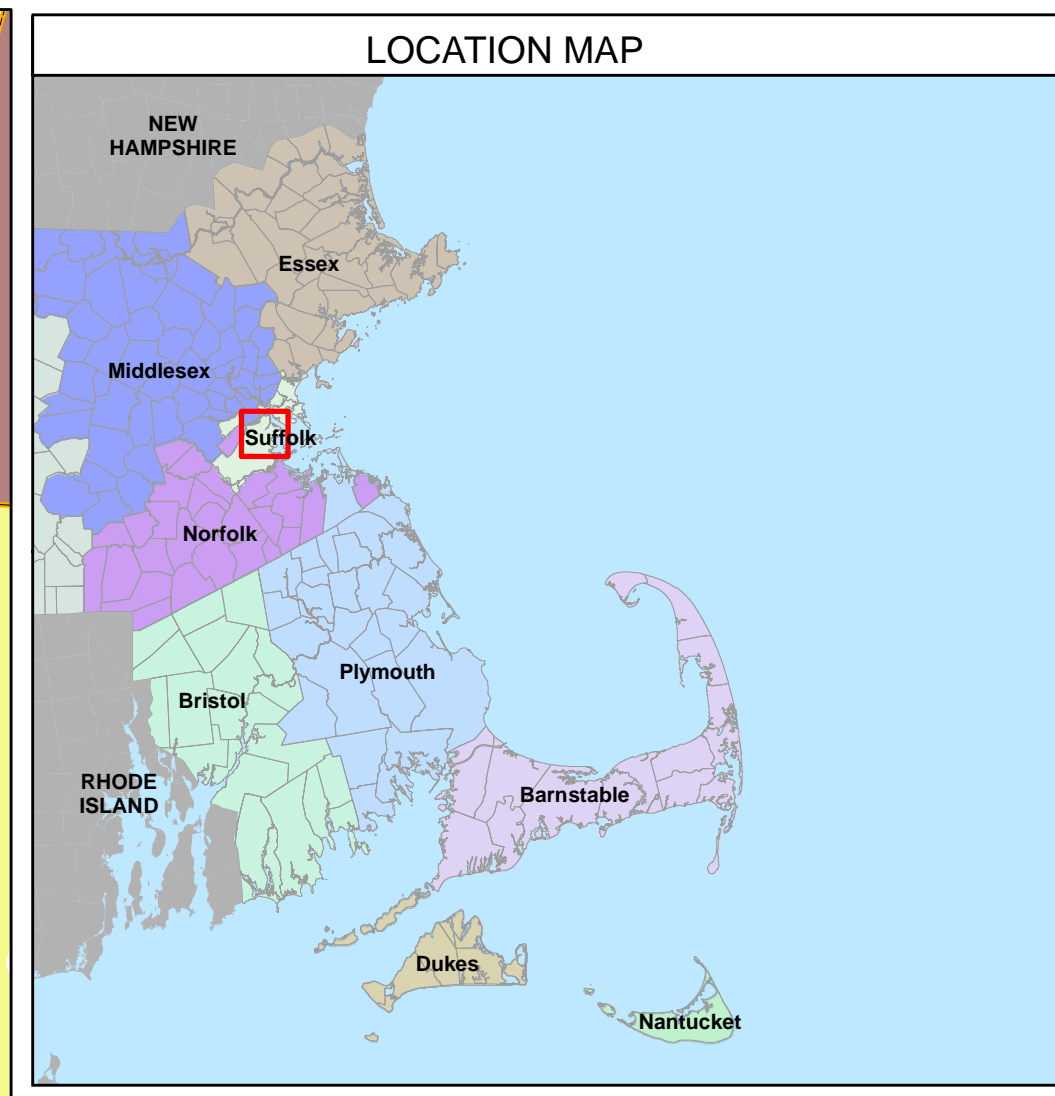 LOCATION MAP
NEW
HAMPSHIRE
Essex
Middlesex
Suffolk
Norfolk
Plymouth
Bristol
RHODE
ISLAND
Barnstable
Dukes
Nantucket